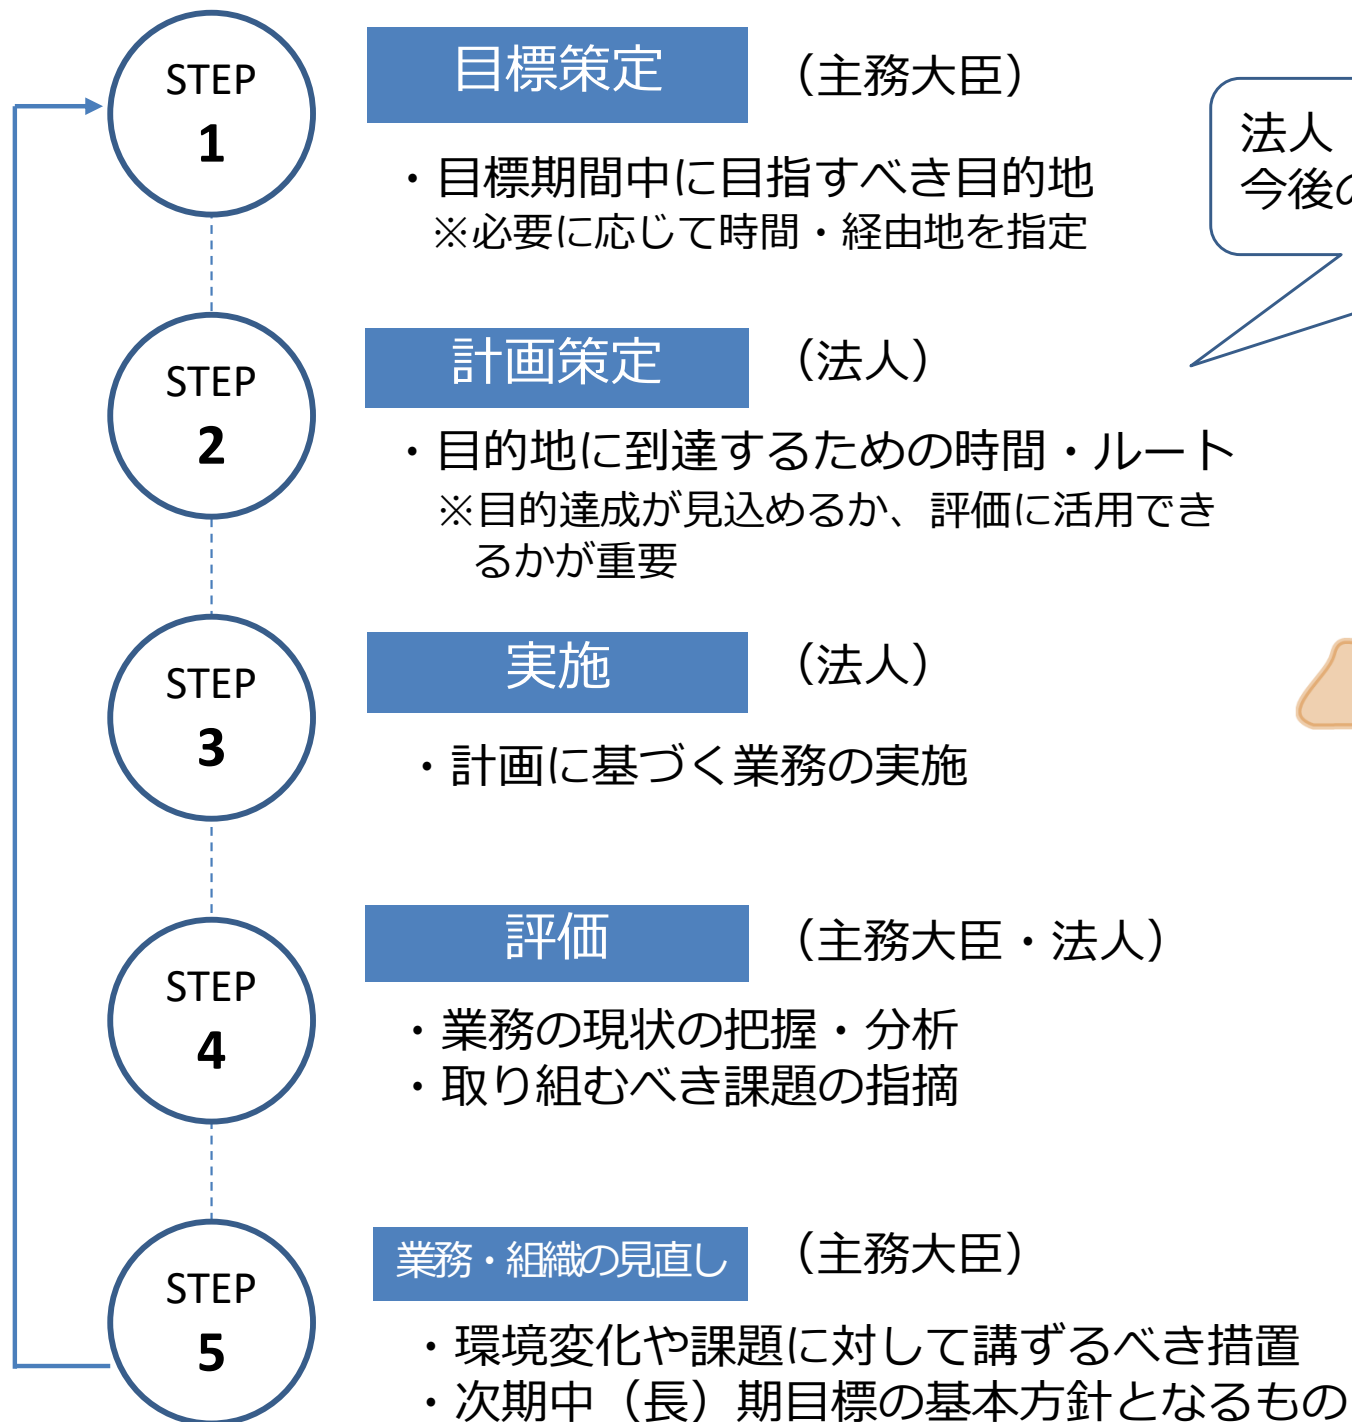 STEP
1
目標策定
（主務大臣）
・目標期間中に目指すべき目的地
※必要に応じて時間・経由地を指定
法人
今後の
STEP
2
計画策定
（法人）
・目的地に到達するための時間・ルート
※目的達成が見込めるか、評価に活用でき
るかが重要
STEP
3
実施
（法人）
・計画に基づく業務の実施
STEP
4
評価
（主務大臣・法人）
・業務の現状の把握・分析
・取り組むべき課題の指摘
STEP
5
業務・組織の見直し
（主務大臣）
・環境変化や課題に対して講ずるべき措置
・次期中（長）期目標の基本方針となるもの